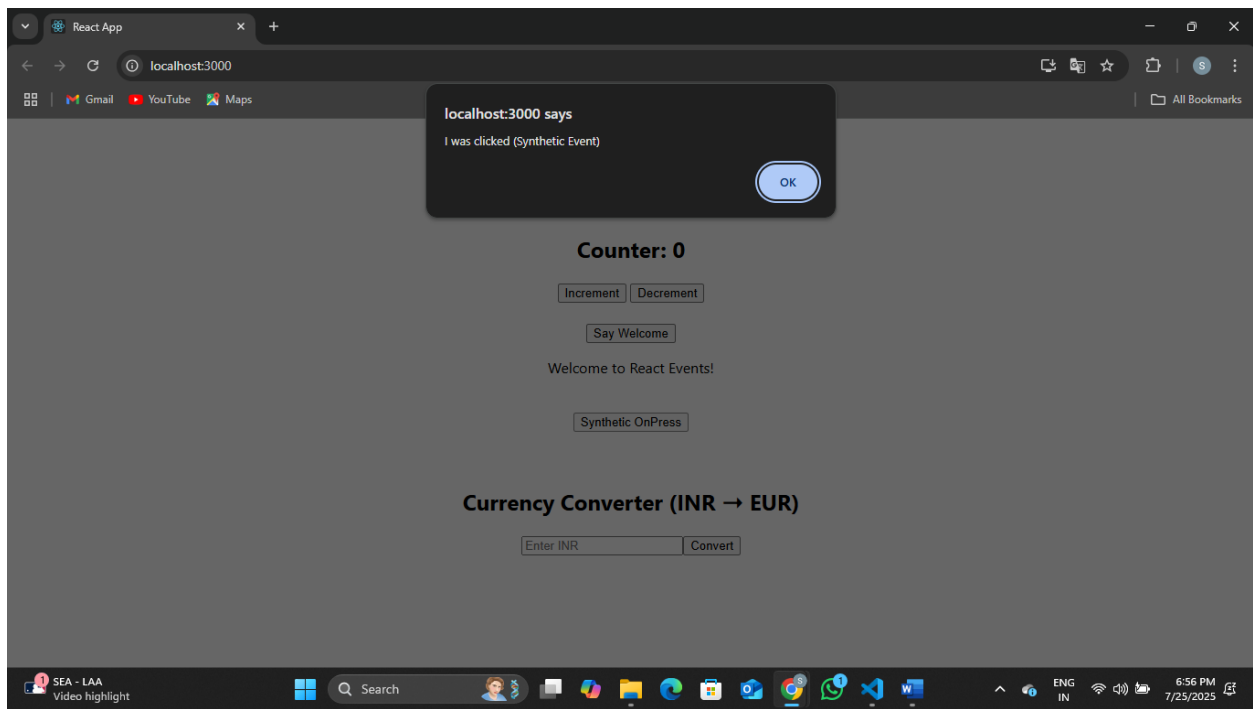 React App
localhost:3000
Gmail YouTube Maps All Bookmarks
S
localhost:3000 says
I was clicked (Synthetic Event)
OK
Counter: 0
Increment Decrement
Say Welcome
Welcome to React Events!
Synthetic OnPress
Currency Converter (INR → EUR)
Enter INR Convert
1
SEA - LAA
Video highlight
Search
S
1
ENG
IN
6:56 PM
7/25/2025